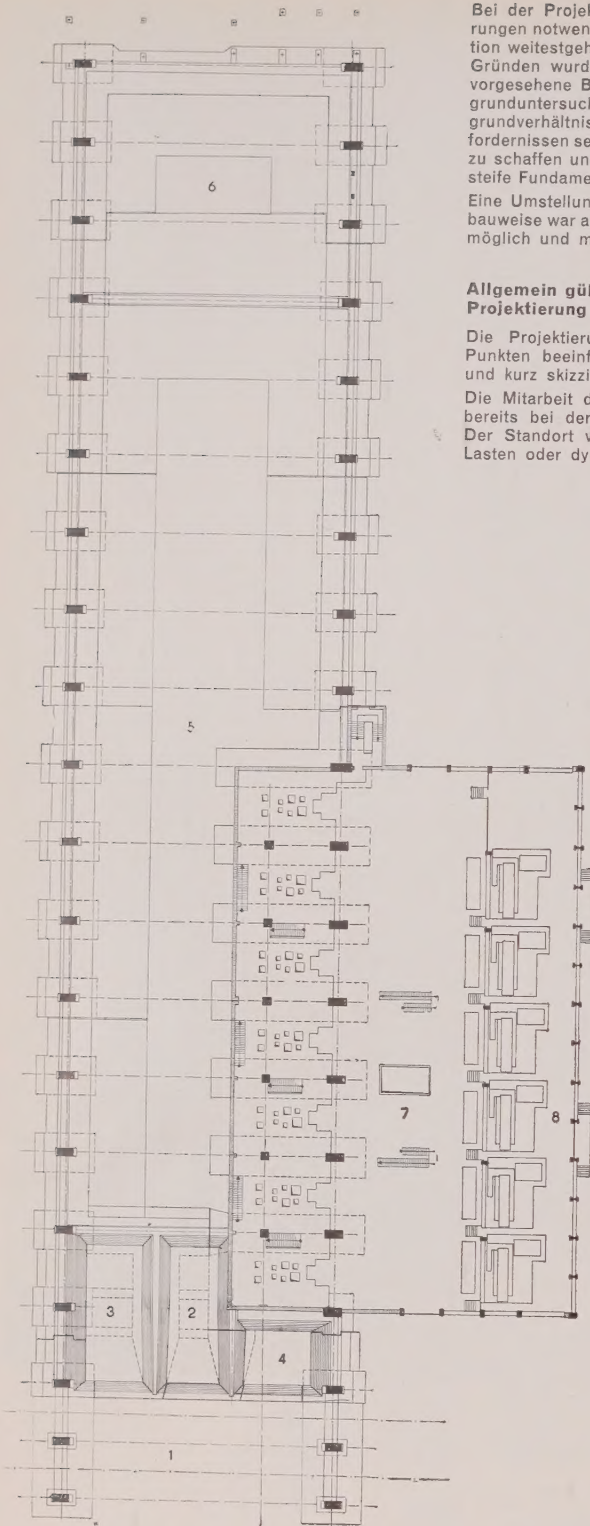 Bei der Projek
rungen notwen
tion weitestgeh
Gründen wurd
vorgesehene B
grunduntersuch
grundverhältnis
fordernissen se
zu schaffen un
steife Fundame
Eine Umstellun
bauweise war a
möglich und m
Allgemein gül
Projektierung
Die Projektieru
Punkten beeinf
und kurz skizzi
Die Mitarbeit d
bereits bei der
Der Standort v
Lasten oder dy
6
5
7
8
3
2
4
1